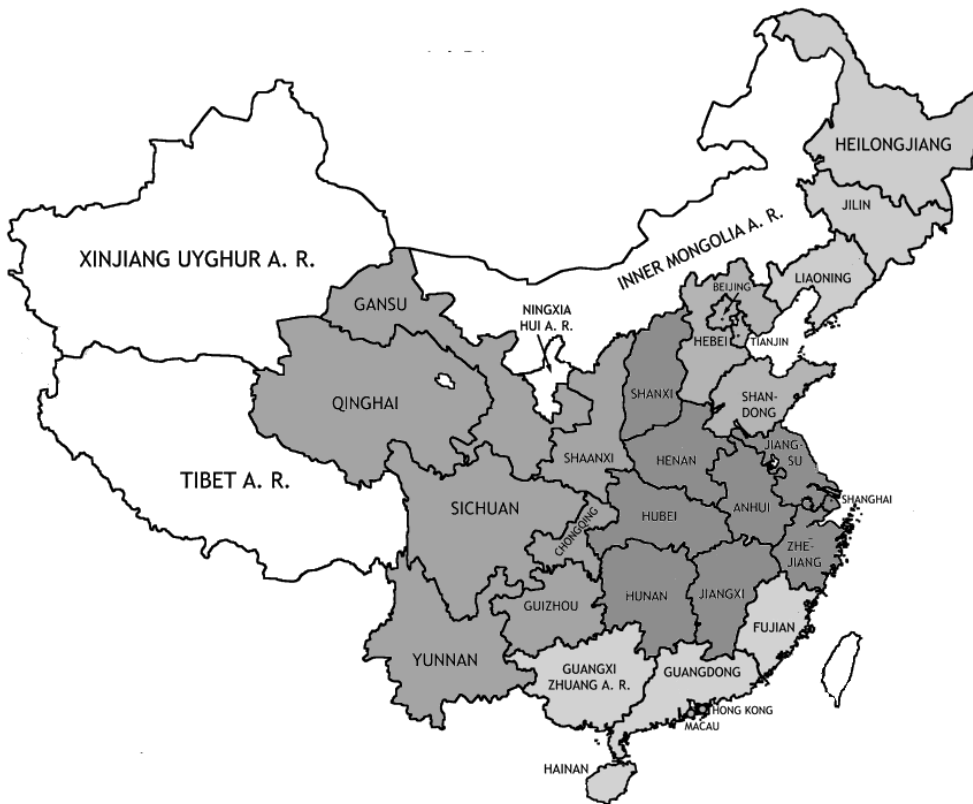 HEILONGJIANG
JILIN
INNER MONGOLIA A. R.
XINJIANG UYGHUR A. R.
LIAONING
BEIJING
GANSU
NINGXIA
HUI A. R.
HEBEI
TIANJIN
SHANXI
SHAN-
DONG
QINGHAI
JIANG-
SU
SHAANXI
HENAN
TIBET A. R.
SICHUAN
SHANGHAI
ANHUI
HUBEI
CHONGQING
ZHE-
JIANG
GUIZHOU
HUNAN
JIANGXI
FUJIAN
YUNNAN
GUANGXI
ZHUANG A. R.
GUANGDONG
HONG KONG
MACAU
HAINAN